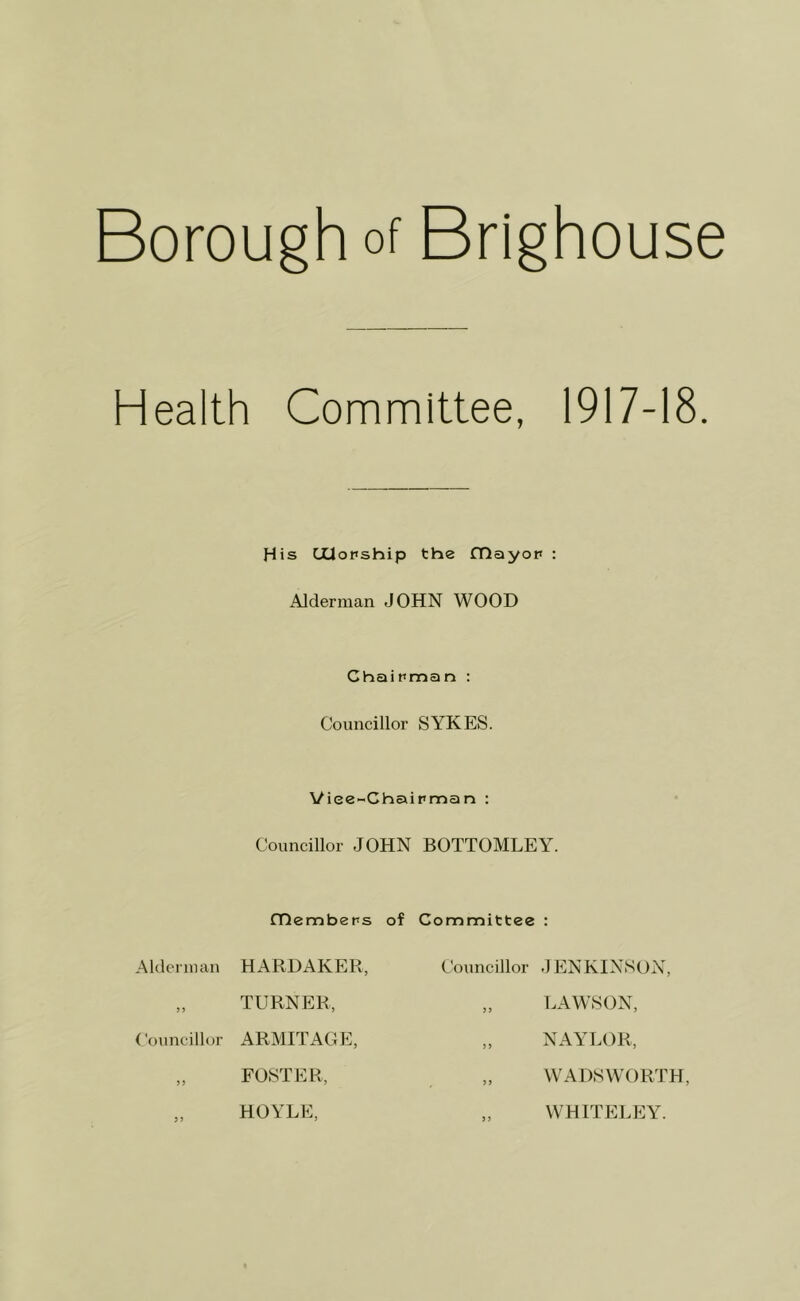 Borough of Brighouse
Health Committee, 1917-18.
His Worship the Mayor :
Alderman JOHN WOOD
Chairman :
Councillor SYKES.
Vice-Chairman :
Councillor JOHN BOTTOMLEY.
Members of Committee :
Alderman HARDAKER, Councillor JENKINSON,
„ TURNER, „ LAWSON,
Councillor ARMITAGE, „ NAYLOR,
„ FOSTER, „ WADSWORTH,
„ HOYLE, „ WHITELEY.